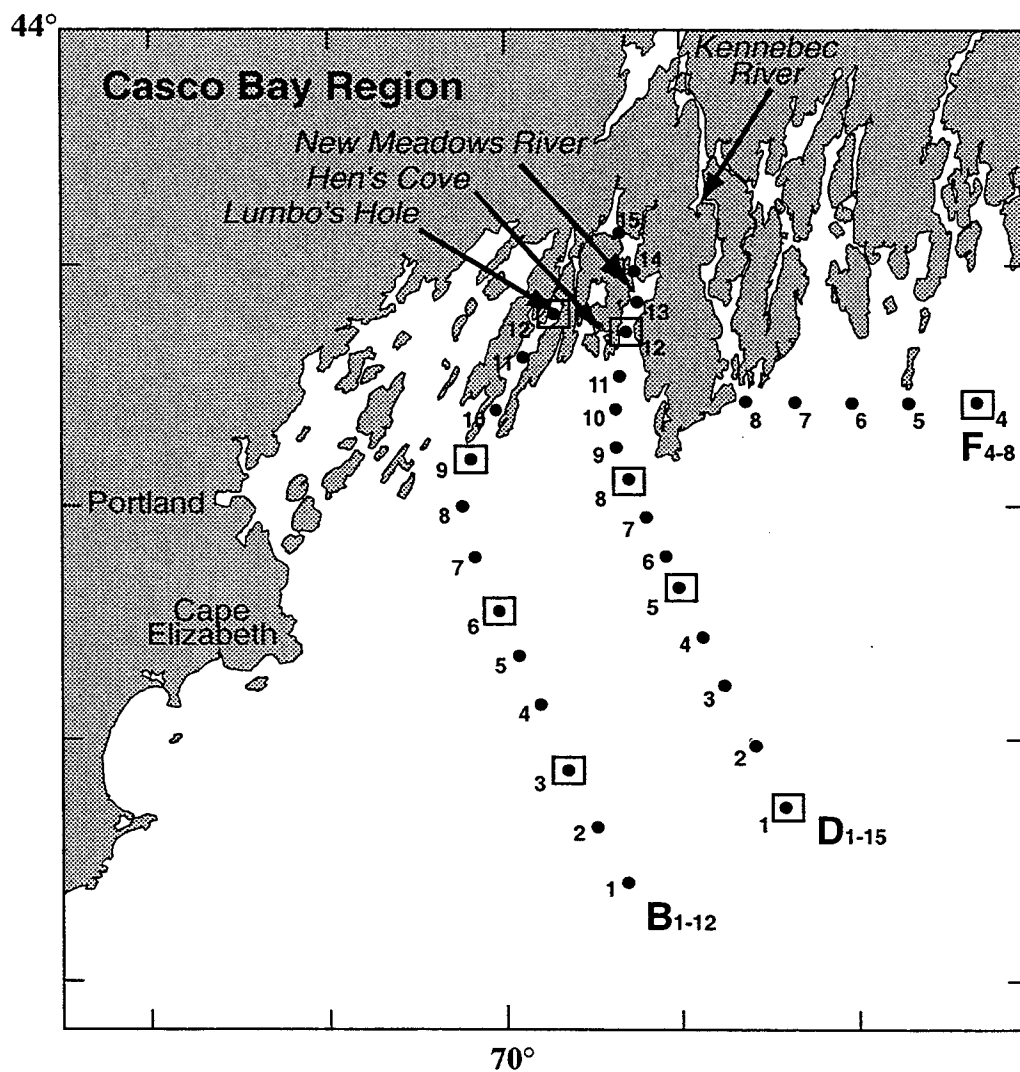 44°
Kennebec
River
Casco Bay Region
New Meadows River
Hen's Cove
Lumbo's Hole
15
14
13
12
12
11
11
10
10
8
7
6
5
4
F4-8
9
9
8
8
7
7
6
6
5
5
4
4
3
3
2
2
1
1
Portland
Cape
Elizabeth
D1-15
B1-12
70°